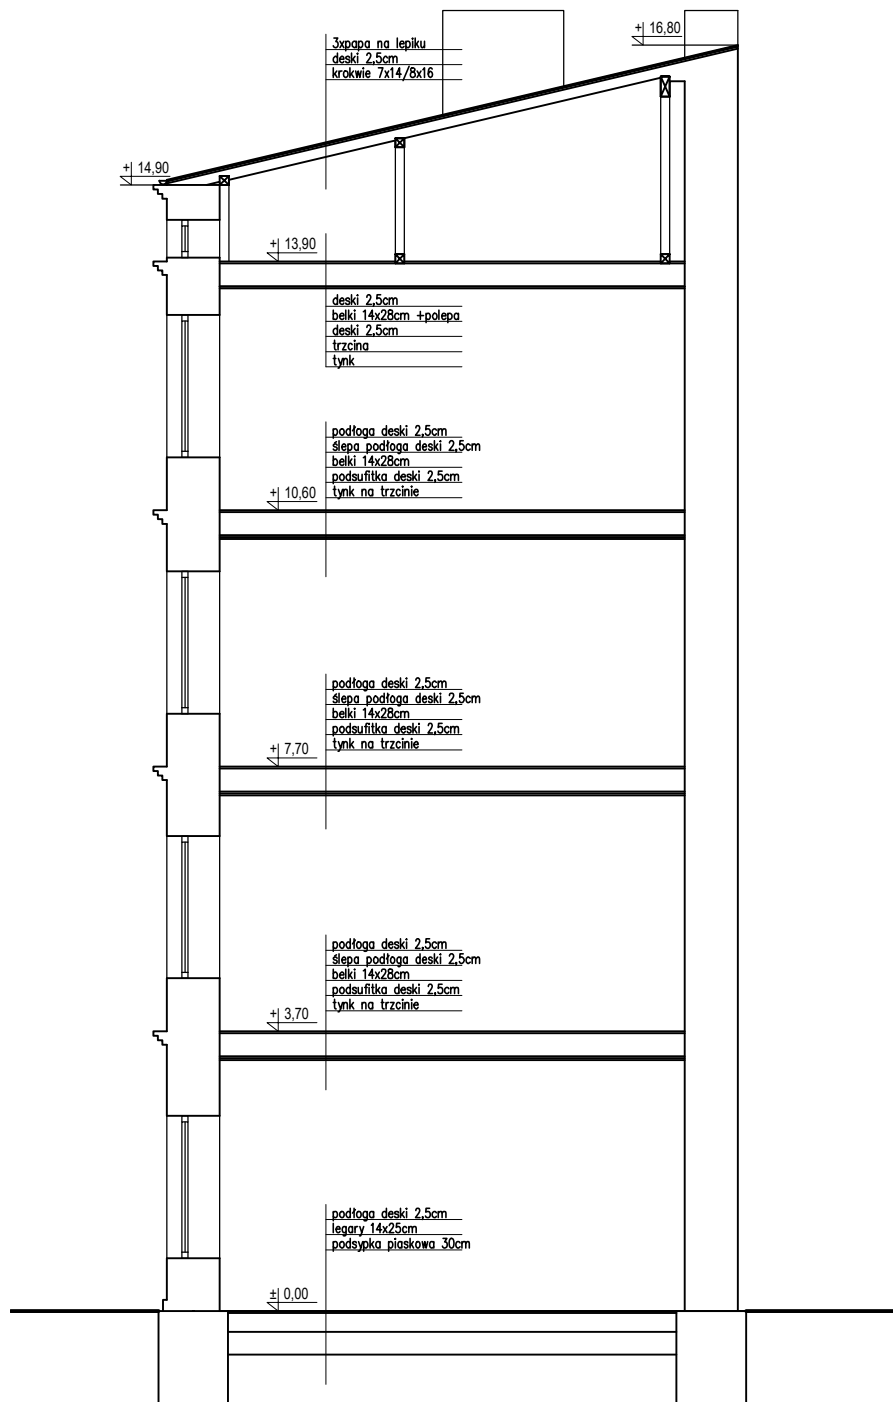 + 16,80
3xpapa na lepiku
deski 2,5cm
krokwie 7x14/8x16
+ 14,90
+ 13,90
deski 2,5cm
belki 14x28cm +polepa
deski 2,5cm
trzcina
tynk
podłoga deski 2,5cm
ślepa podłoga deski 2,5cm
belki 14x28cm
podsufitka deski 2,5cm
tynk na trzcinie
+ 10,60
podłoga deski 2,5cm
ślepa podłoga deski 2,5cm
belki 14x28cm
podsufitka deski 2,5cm
tynk na trzcinie
+ 7,70
podłoga deski 2,5cm
ślepa podłoga deski 2,5cm
belki 14x28cm
podsufitka deski 2,5cm
tynk na trzcinie
+ 3,70
podłoga deski 2,5cm
legary 14x25cm
podsypka piaskowa 30cm
± 0,00